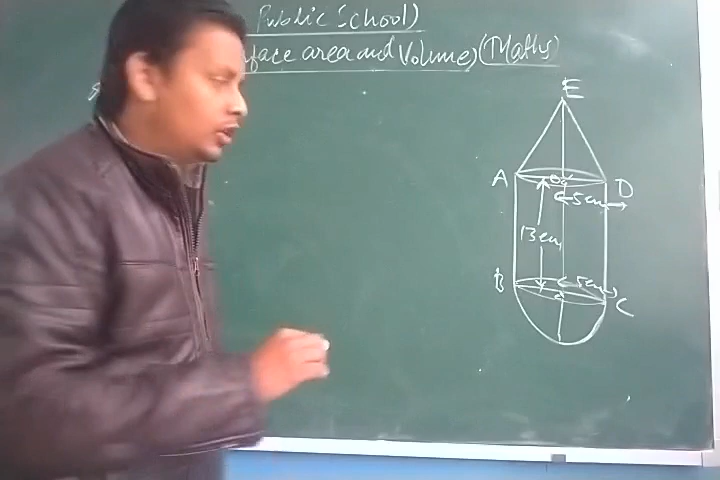 Public School)
face area and Volume) (Maths)
E
A
D
5cm
13cm
B
5cm
C